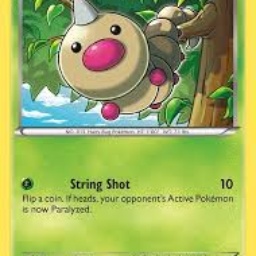 String Shot 10
Flip a coin. If heads, your opponent's Active Pokémon
is now Paralyzed.